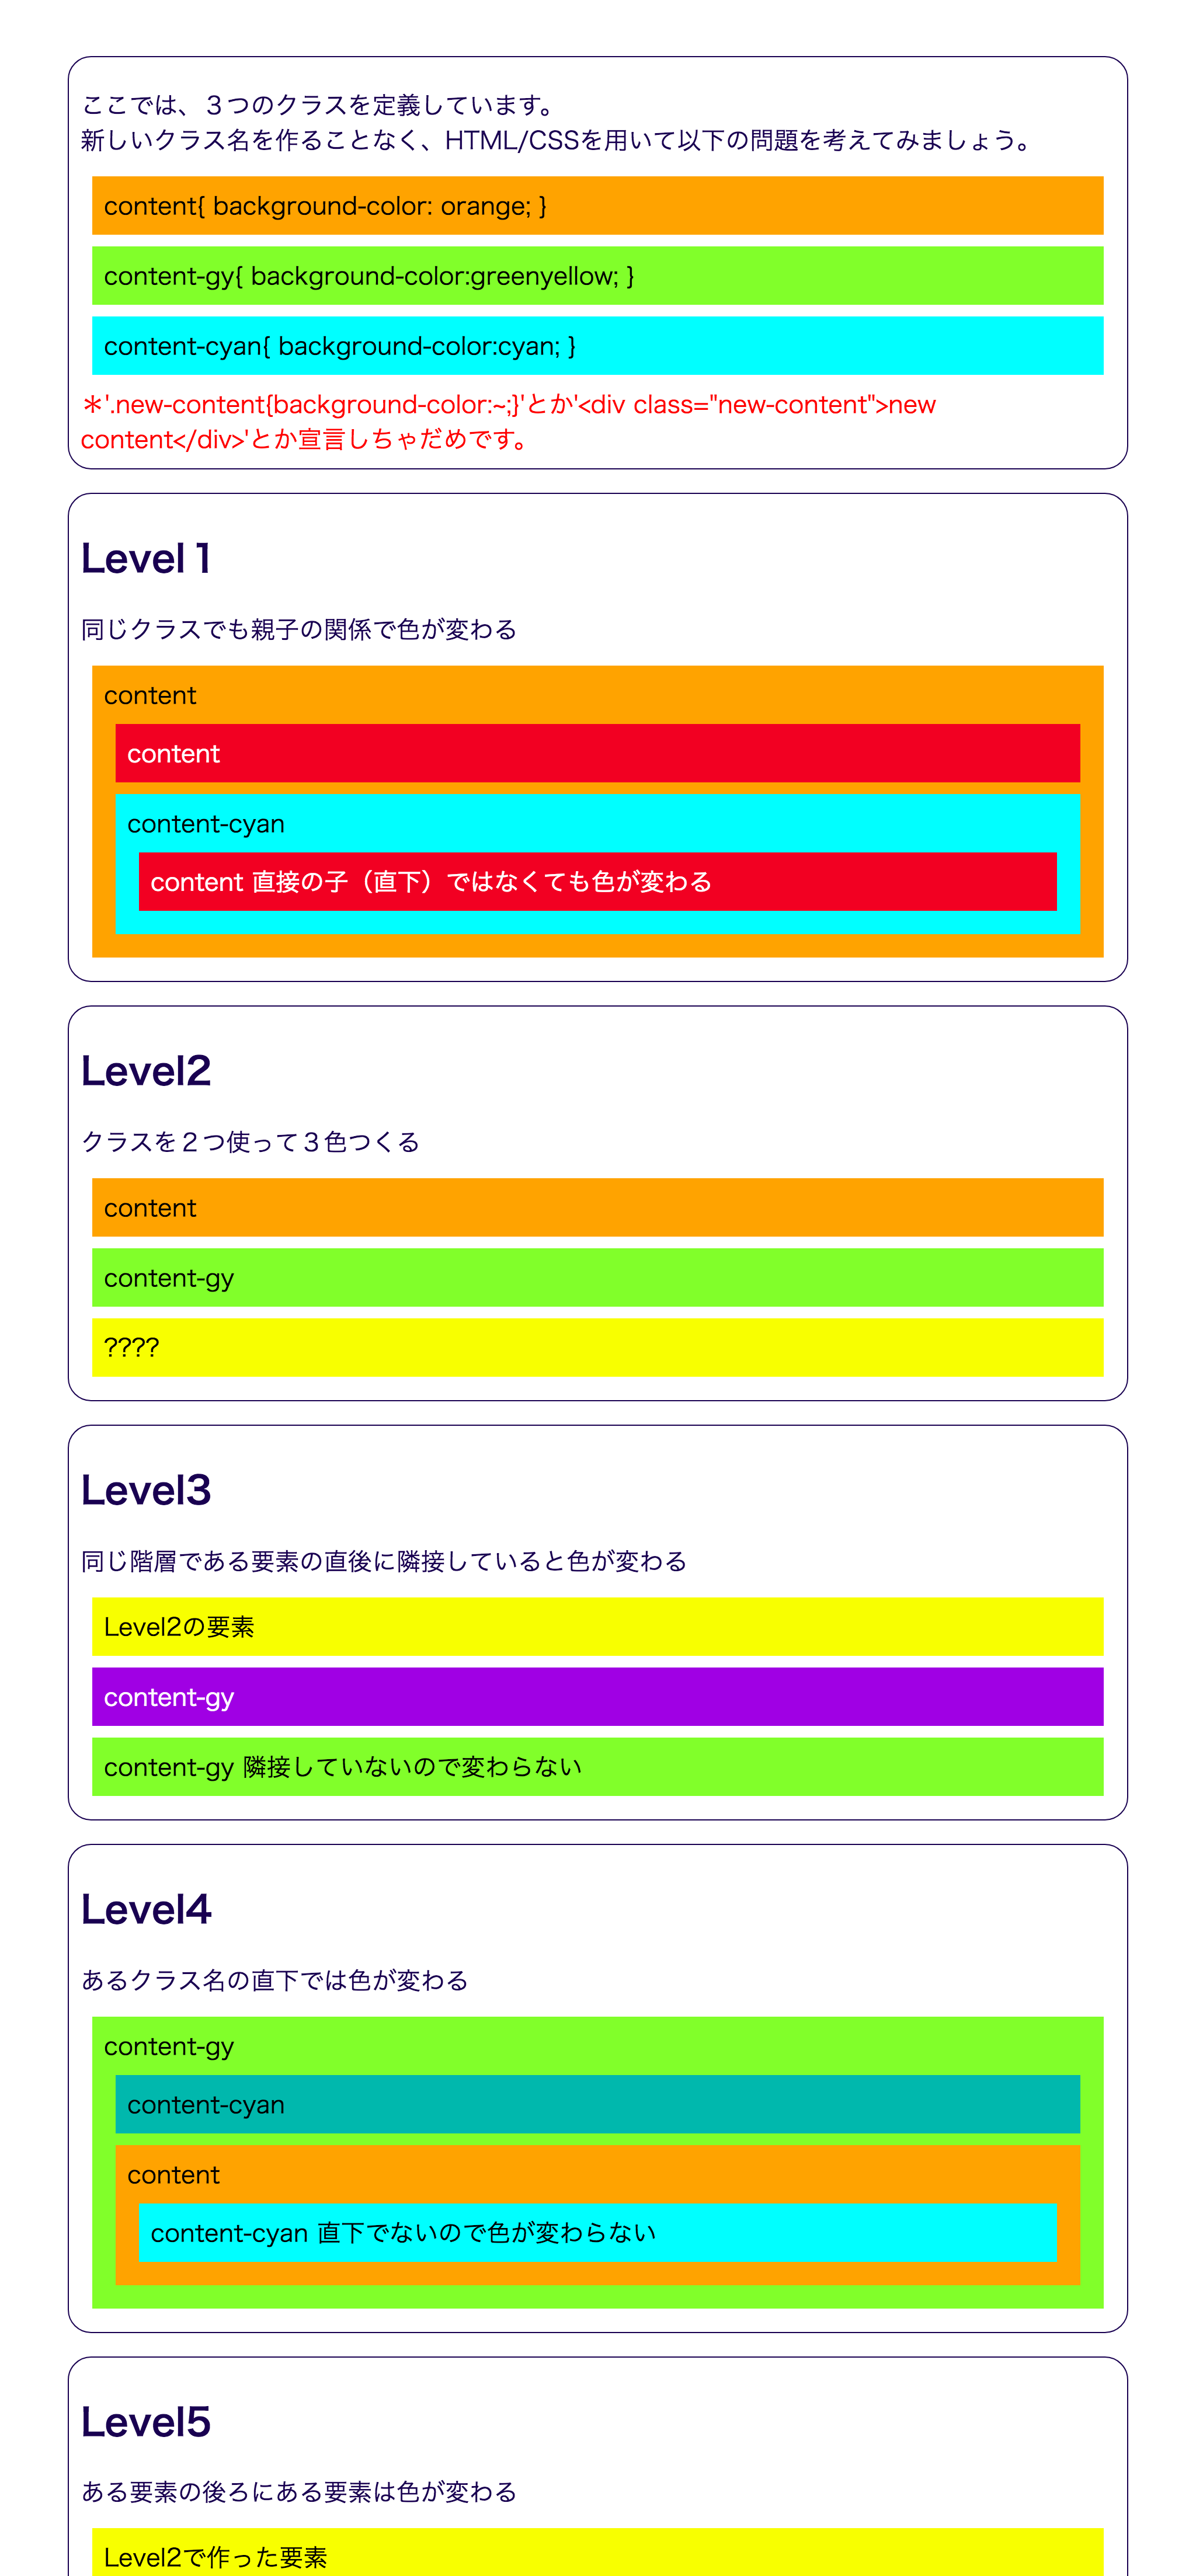 ここでは、３つのクラスを定義しています。
新しいクラス名を作ることなく、HTML/CSSを用いて以下の問題を考えてみましょう。
content{ background-color: orange; }
content-gy{ background-color:greenyellow; }
content-cyan{ background-color:cyan; }
＊'.new-content{background-color:~;}'とか'<div class="new-content">new
content</div>'とか宣言しちゃだめです。
Level１
同じクラスでも親子の関係で色が変わる
content
content
content-cyan
content 直接の子（直下）ではなくても色が変わる
Level2
クラスを２つ使って３色つくる
content
content-gy
????
Level3
同じ階層である要素の直後に隣接していると色が変わる
Level2の要素
content-gy
content-gy 隣接していないので変わらない
Level4
あるクラス名の直下では色が変わる
content-gy
content-cyan
content
content-cyan 直下でないので色が変わらない
Level5
ある要素の後ろにある要素は色が変わる
Level2で作った要素